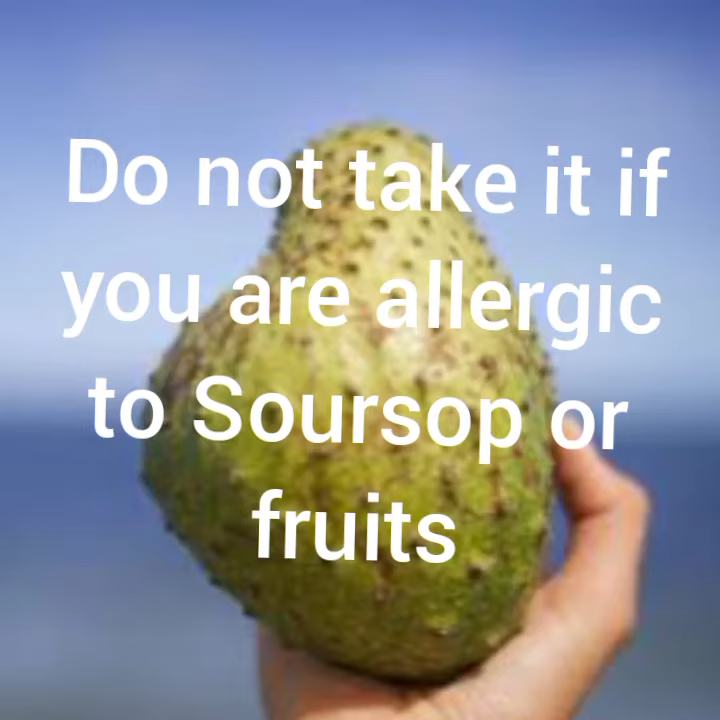 Do not take it if
you are allergic
to Soursop or
fruits